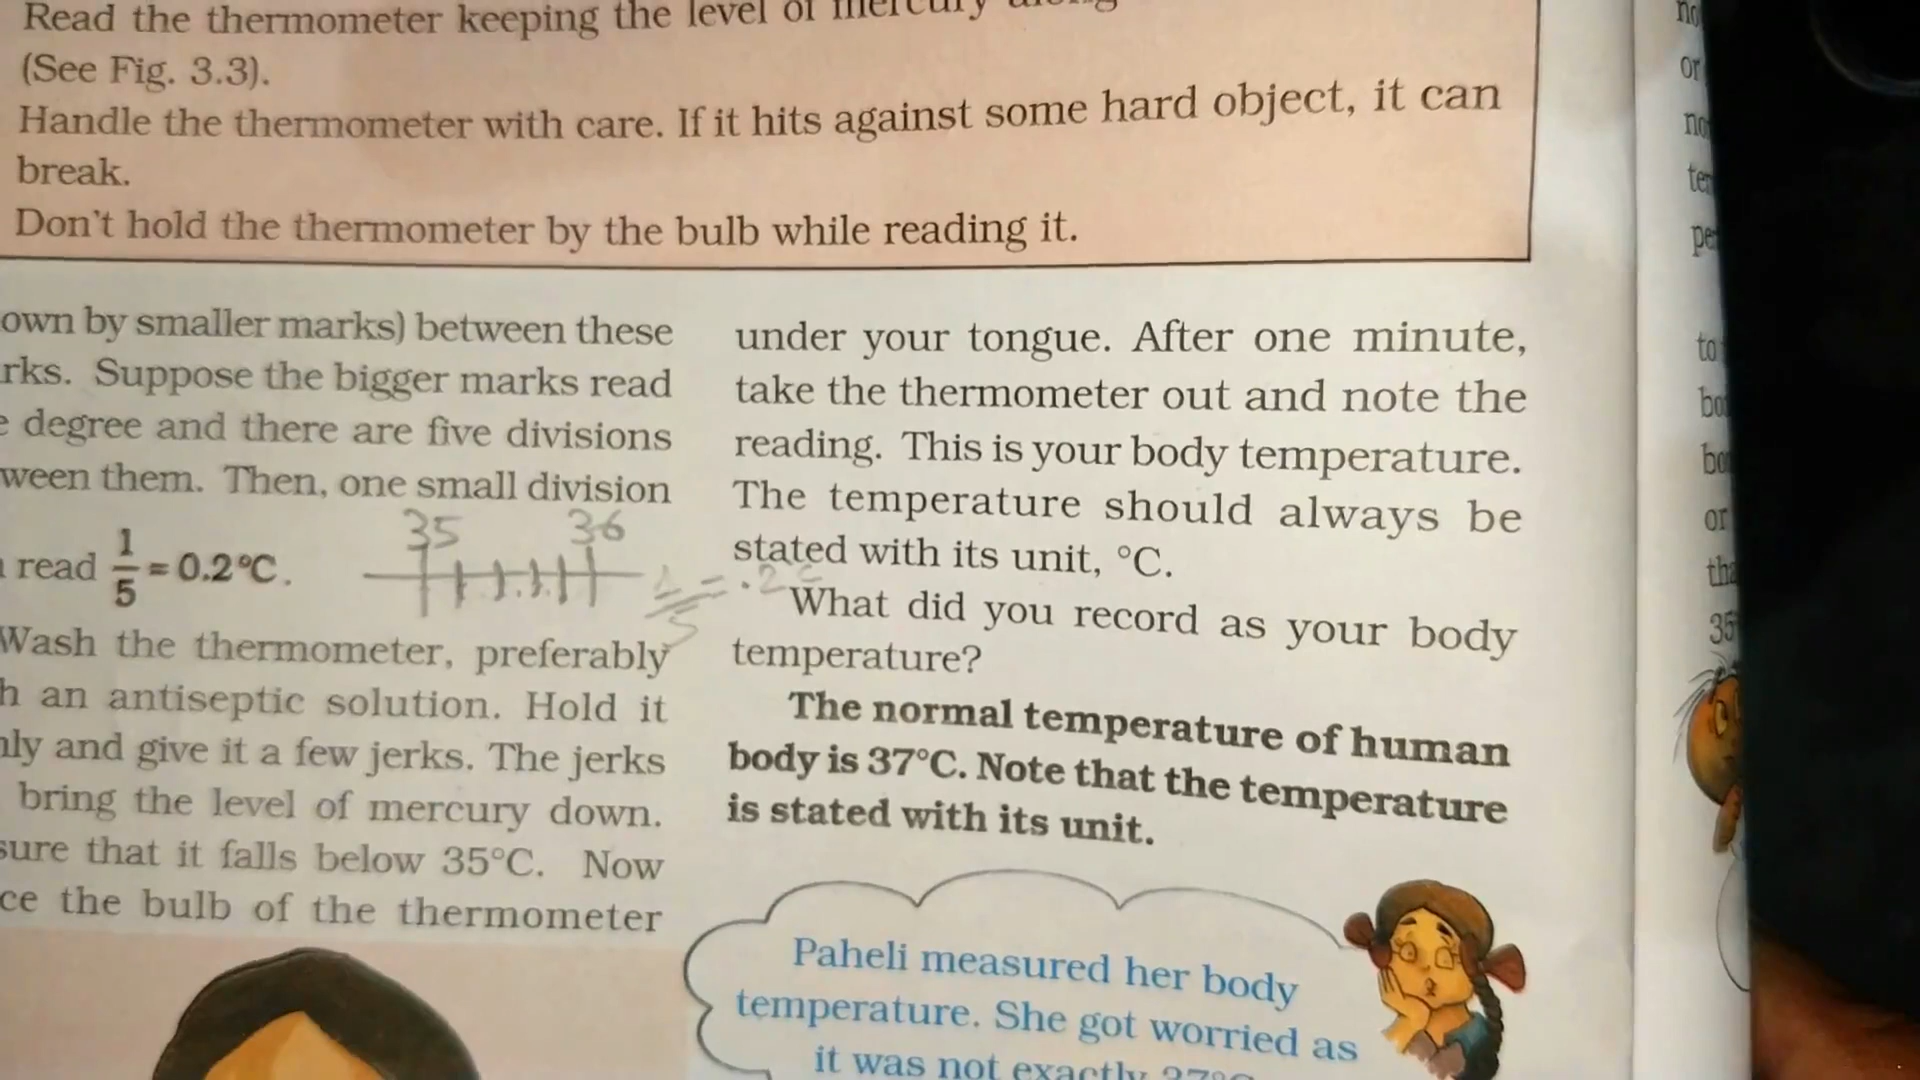 Read the thermometer keeping the level of mercury along
(See Fig. 3.3).
Handle the thermometer with care. If it hits against some hard object, it can
break.
Don't hold the thermometer by the bulb while reading it.
own by smaller marks) between these
rks. Suppose the bigger marks read
degree and there are five divisions
ween them. Then, one small division
read 1/5 = 0.2°C.
35 36
1/5 = .2°C
Wash the thermometer, preferably
h an antiseptic solution. Hold it
nly and give it a few jerks. The jerks
bring the level of mercury down.
sure that it falls below 35°C. Now
ce the bulb of the thermometer
under your tongue. After one minute,
take the thermometer out and note the
reading. This is your body temperature.
The temperature should always be
stated with its unit, °C.
What did you record as your body
temperature?
The normal temperature of human
body is 37°C. Note that the temperature
is stated with its unit.
Paheli measured her body
temperature. She got worried as
it was not exactly 37°C
no
or
no
ter
per
to
bo
bo
or
tha
35